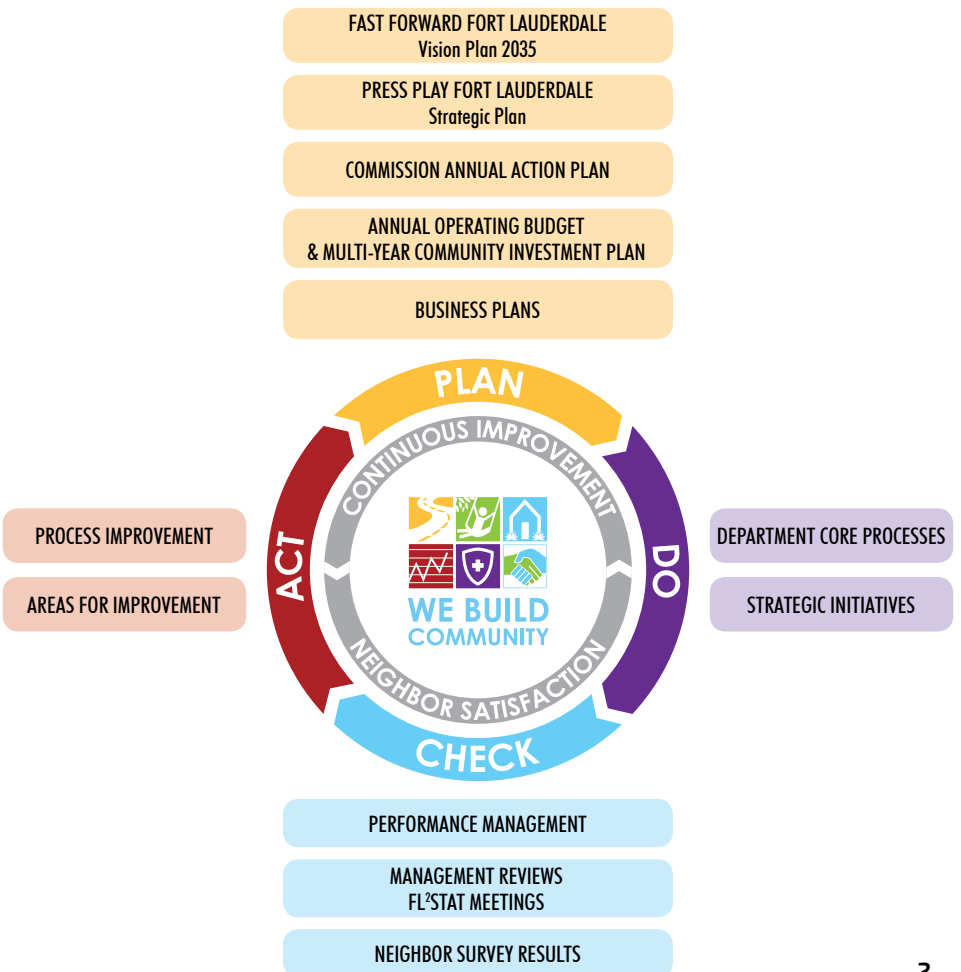 FAST FORWARD FORT LAUDERDALE
Vision Plan 2035
PRESS PLAY FORT LAUDERDALE
Strategic Plan
COMMISSION ANNUAL ACTION PLAN
ANNUAL OPERATING BUDGET
& MULTI-YEAR COMMUNITY INVESTMENT PLAN
BUSINESS PLANS
PLAN
CONTINUOUS IMPROVEMENT
ACT
DO
PROCESS IMPROVEMENT
AREAS FOR IMPROVEMENT
DEPARTMENT CORE PROCESSES
STRATEGIC INITIATIVES
WE BUILD
COMMUNITY
NEIGHBOR SATISFACTION
CHECK
PERFORMANCE MANAGEMENT
MANAGEMENT REVIEWS
FL²STAT MEETINGS
NEIGHBOR SURVEY RESULTS